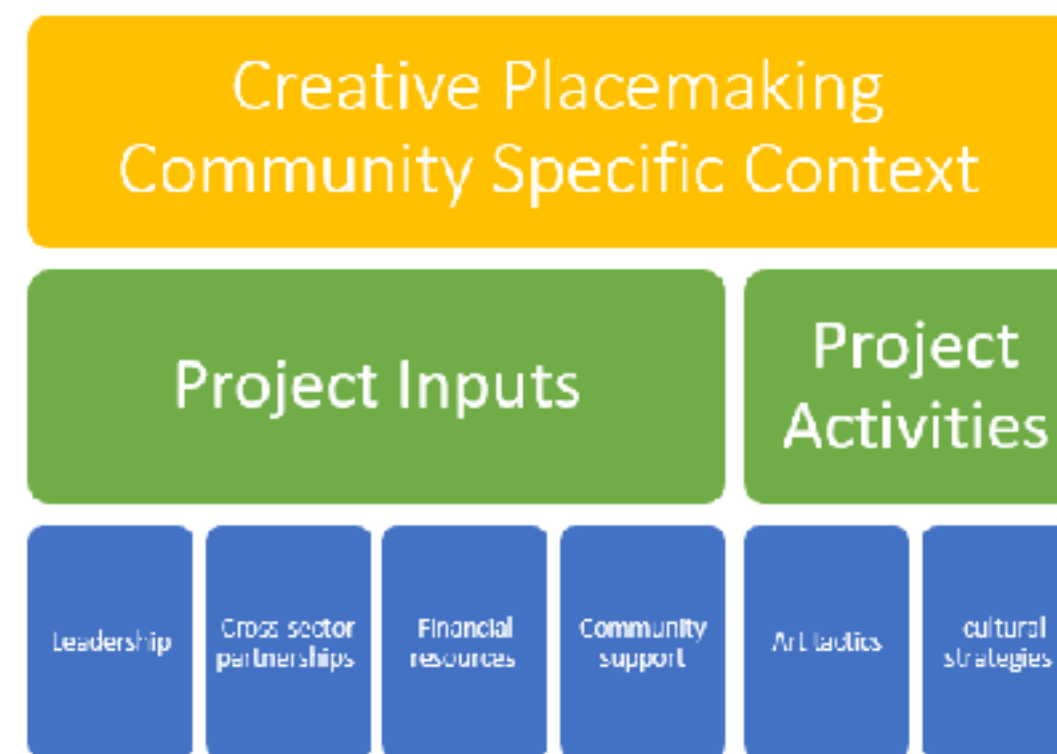 Creative Placemaking
Community Specific Context
Project Inputs
Project
Activities
Leadership
Cross-sector
partnerships
Financial
resources
Community
support
Art tactics
cultural
strategies